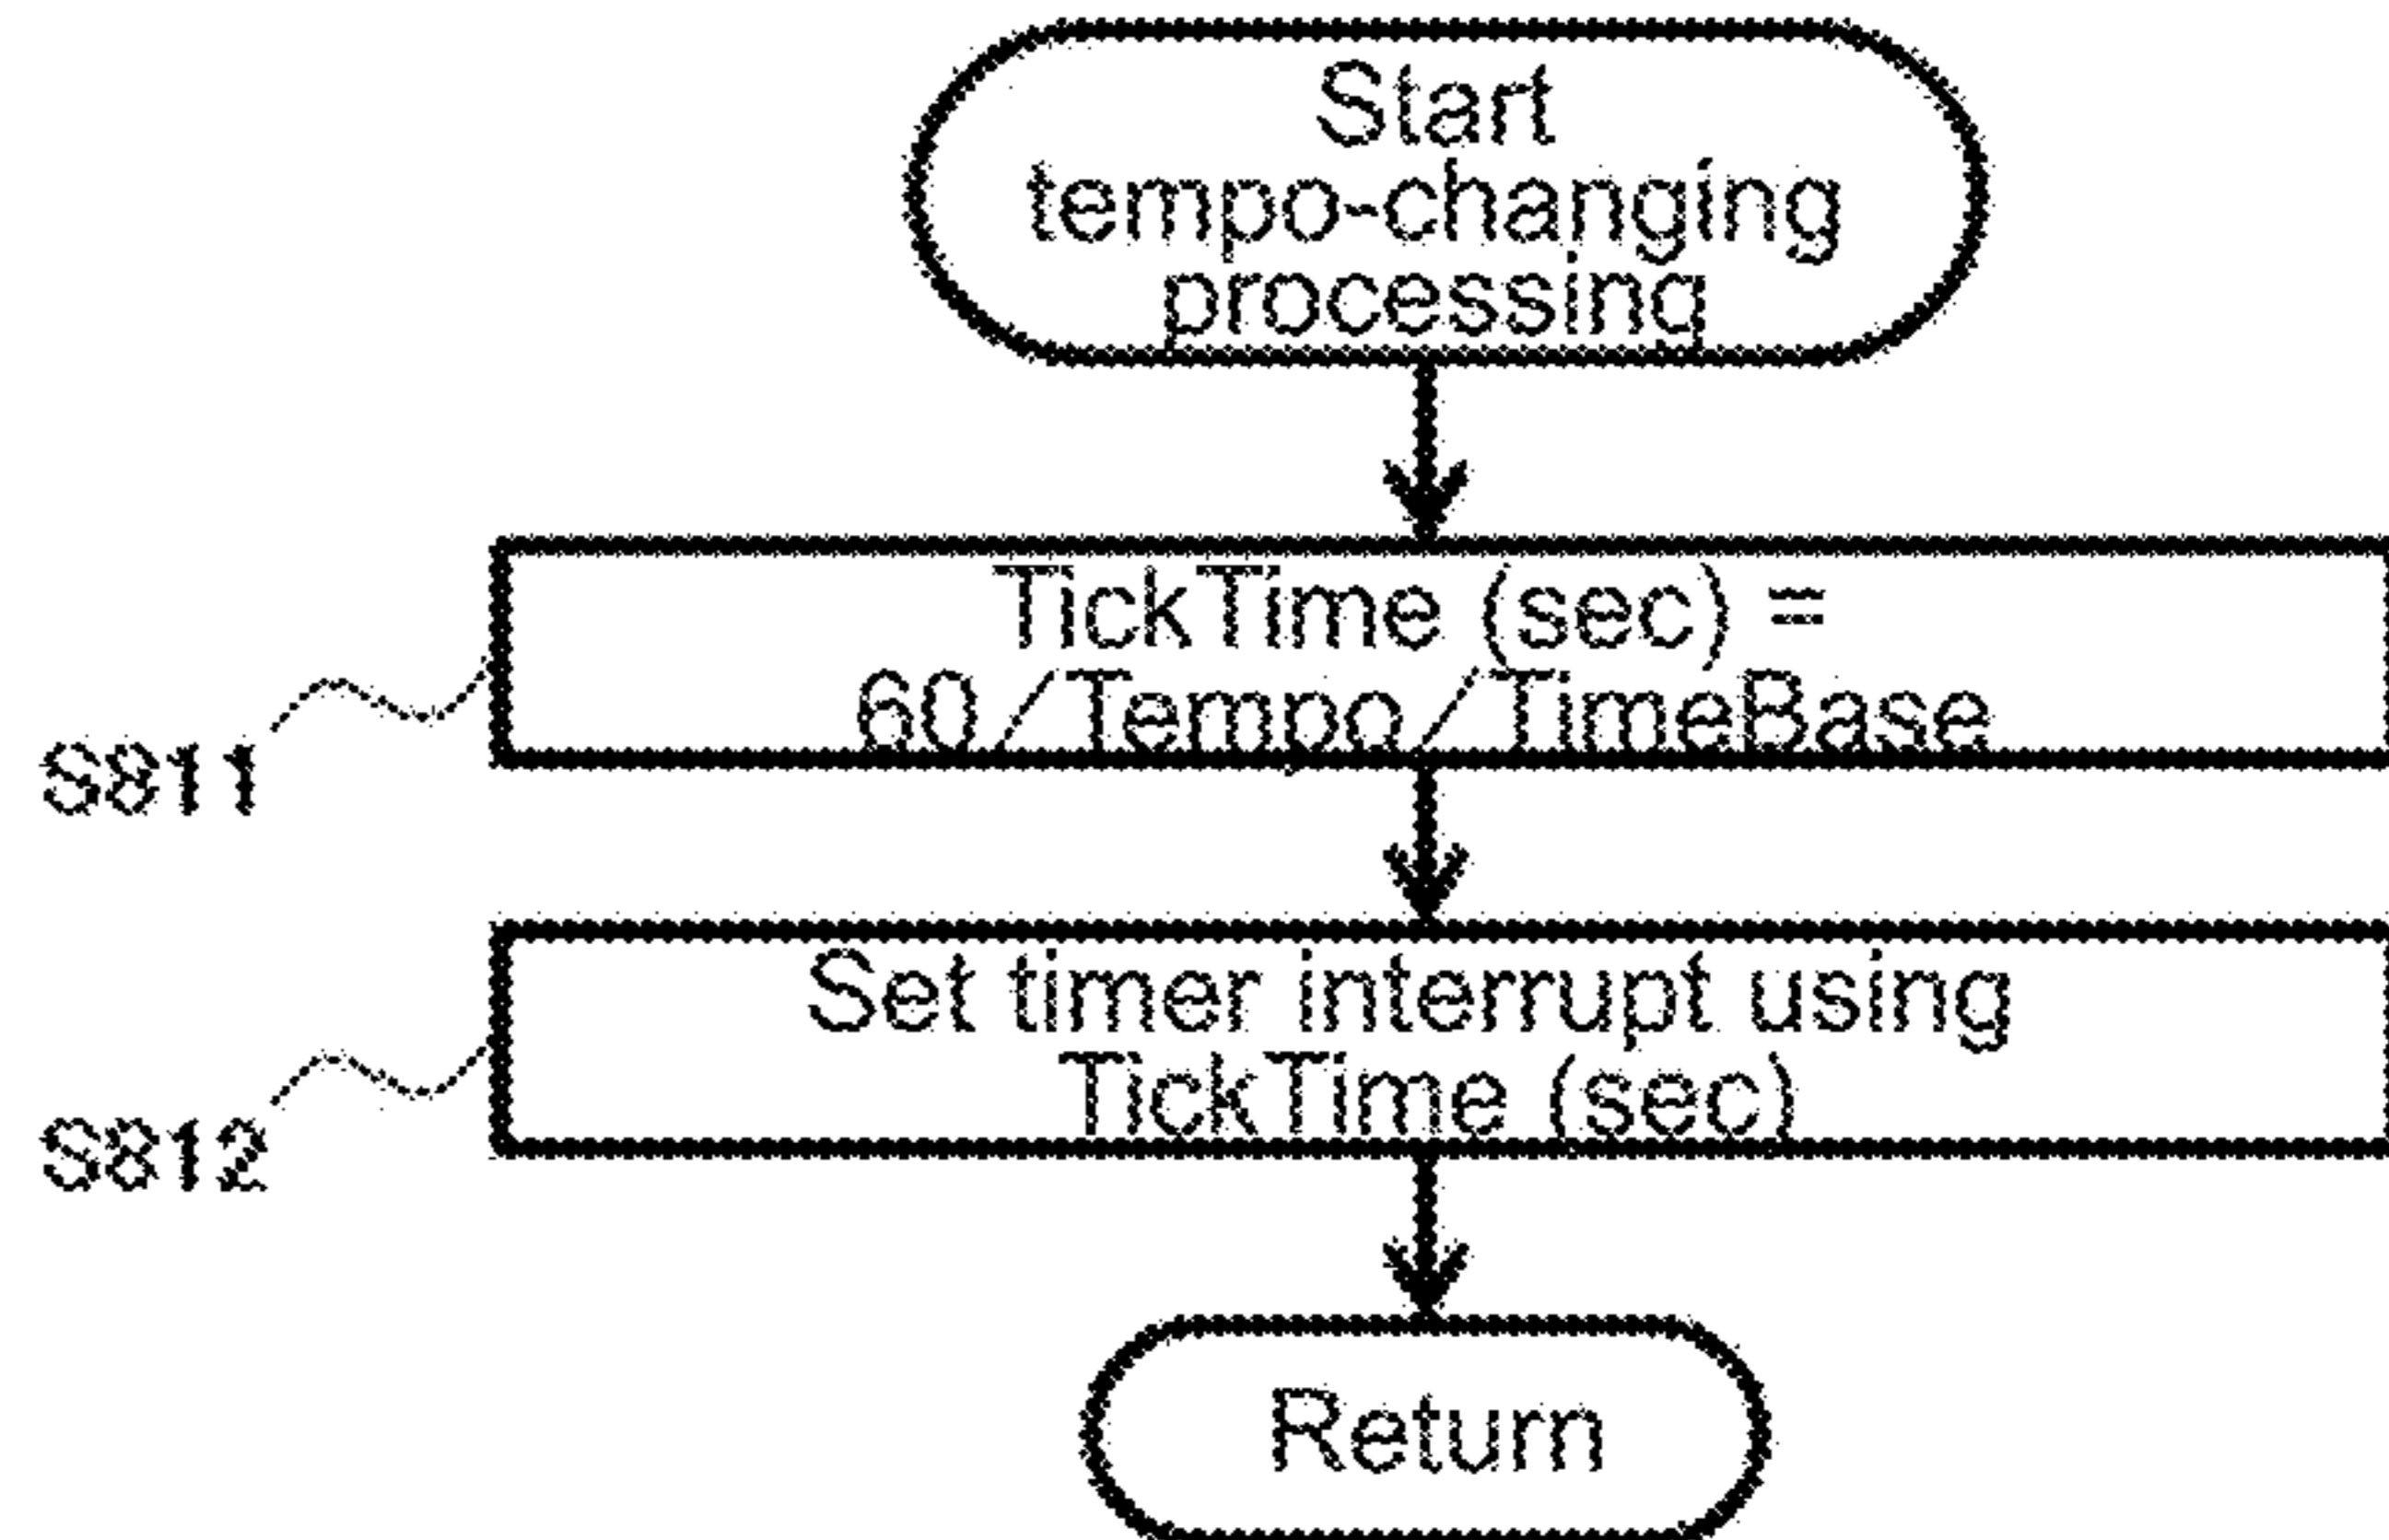 Start
tempo-changing
processing
TickTime (sec) =
60/Tempo/TimeBase
S811
Set timer interrupt using
TickTime (sec)
S812
Return